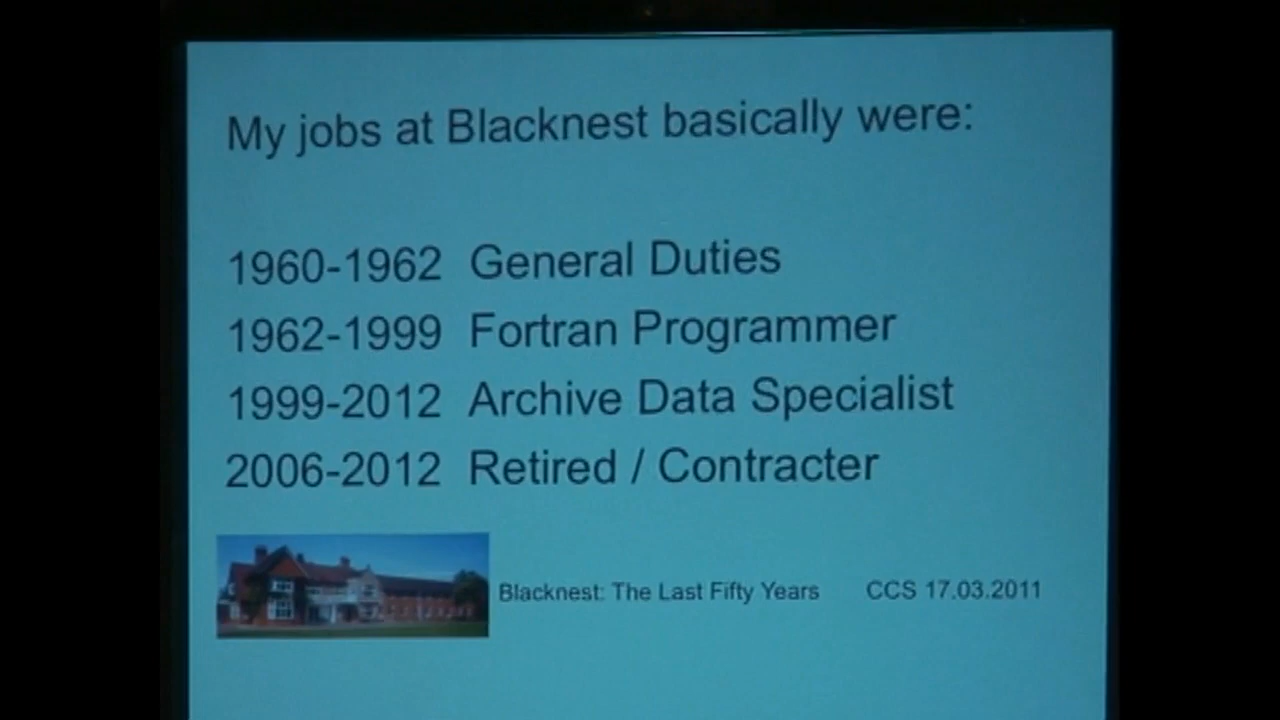 My jobs at Blacknest basically were:
1960-1962 General Duties
1962-1999 Fortran Programmer
1999-2012 Archive Data Specialist
2006-2012 Retired / Contracter
Blacknest: The Last Fifty Years CCS 17.03.2011